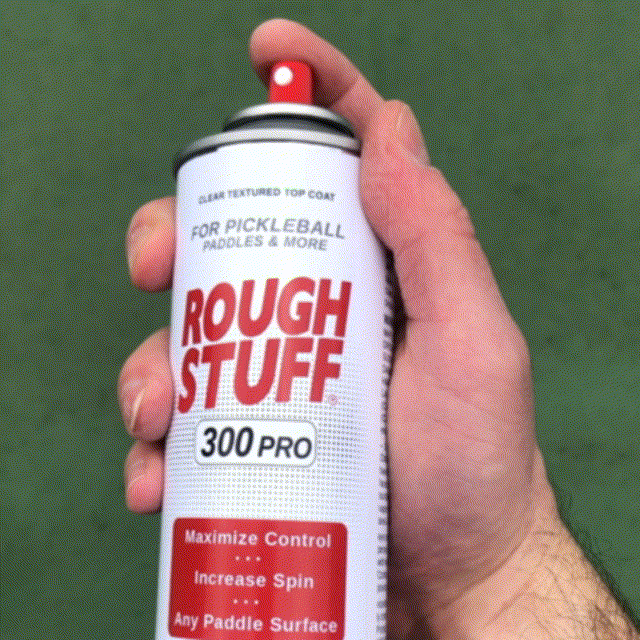 CLEAR TEXTURED TOP COAT
FOR PICKLEBALL
PADDLES & MORE
ROUGH
STUFF®
300 PRO
Maximize Control
• • •
Increase Spin
• • •
Any Paddle Surface